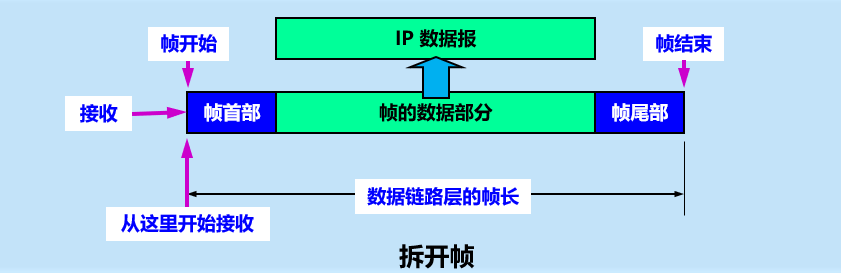 IP 数据报
帧开始
帧结束
接收
帧首部
帧的数据部分
帧尾部
数据链路层的帧长
从这里开始接收
拆开帧